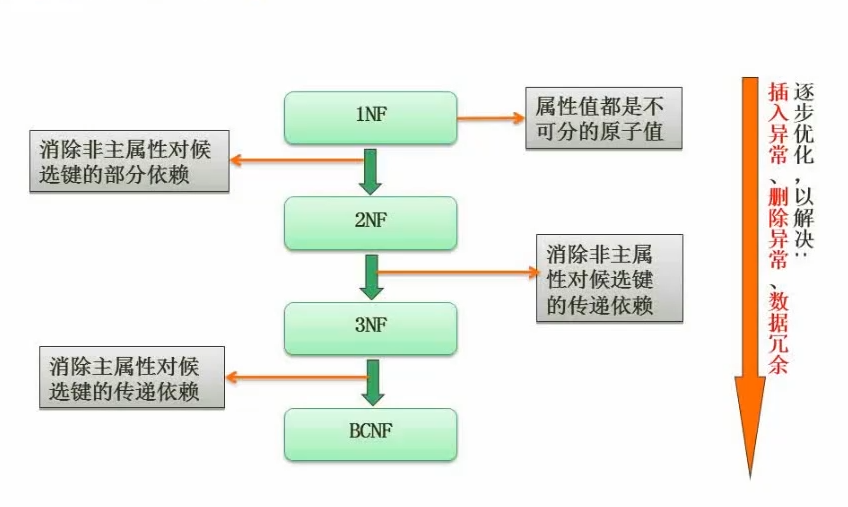 1NF
属性值都是不
可分的原子值
消除非主属性对候
选键的部分依赖
2NF
消除非主属
性对候选键
的传递依赖
3NF
消除主属性对候
选键的传递依赖
BCNF
逐步优化，以解决：
插入异常、删除异常、数据冗余